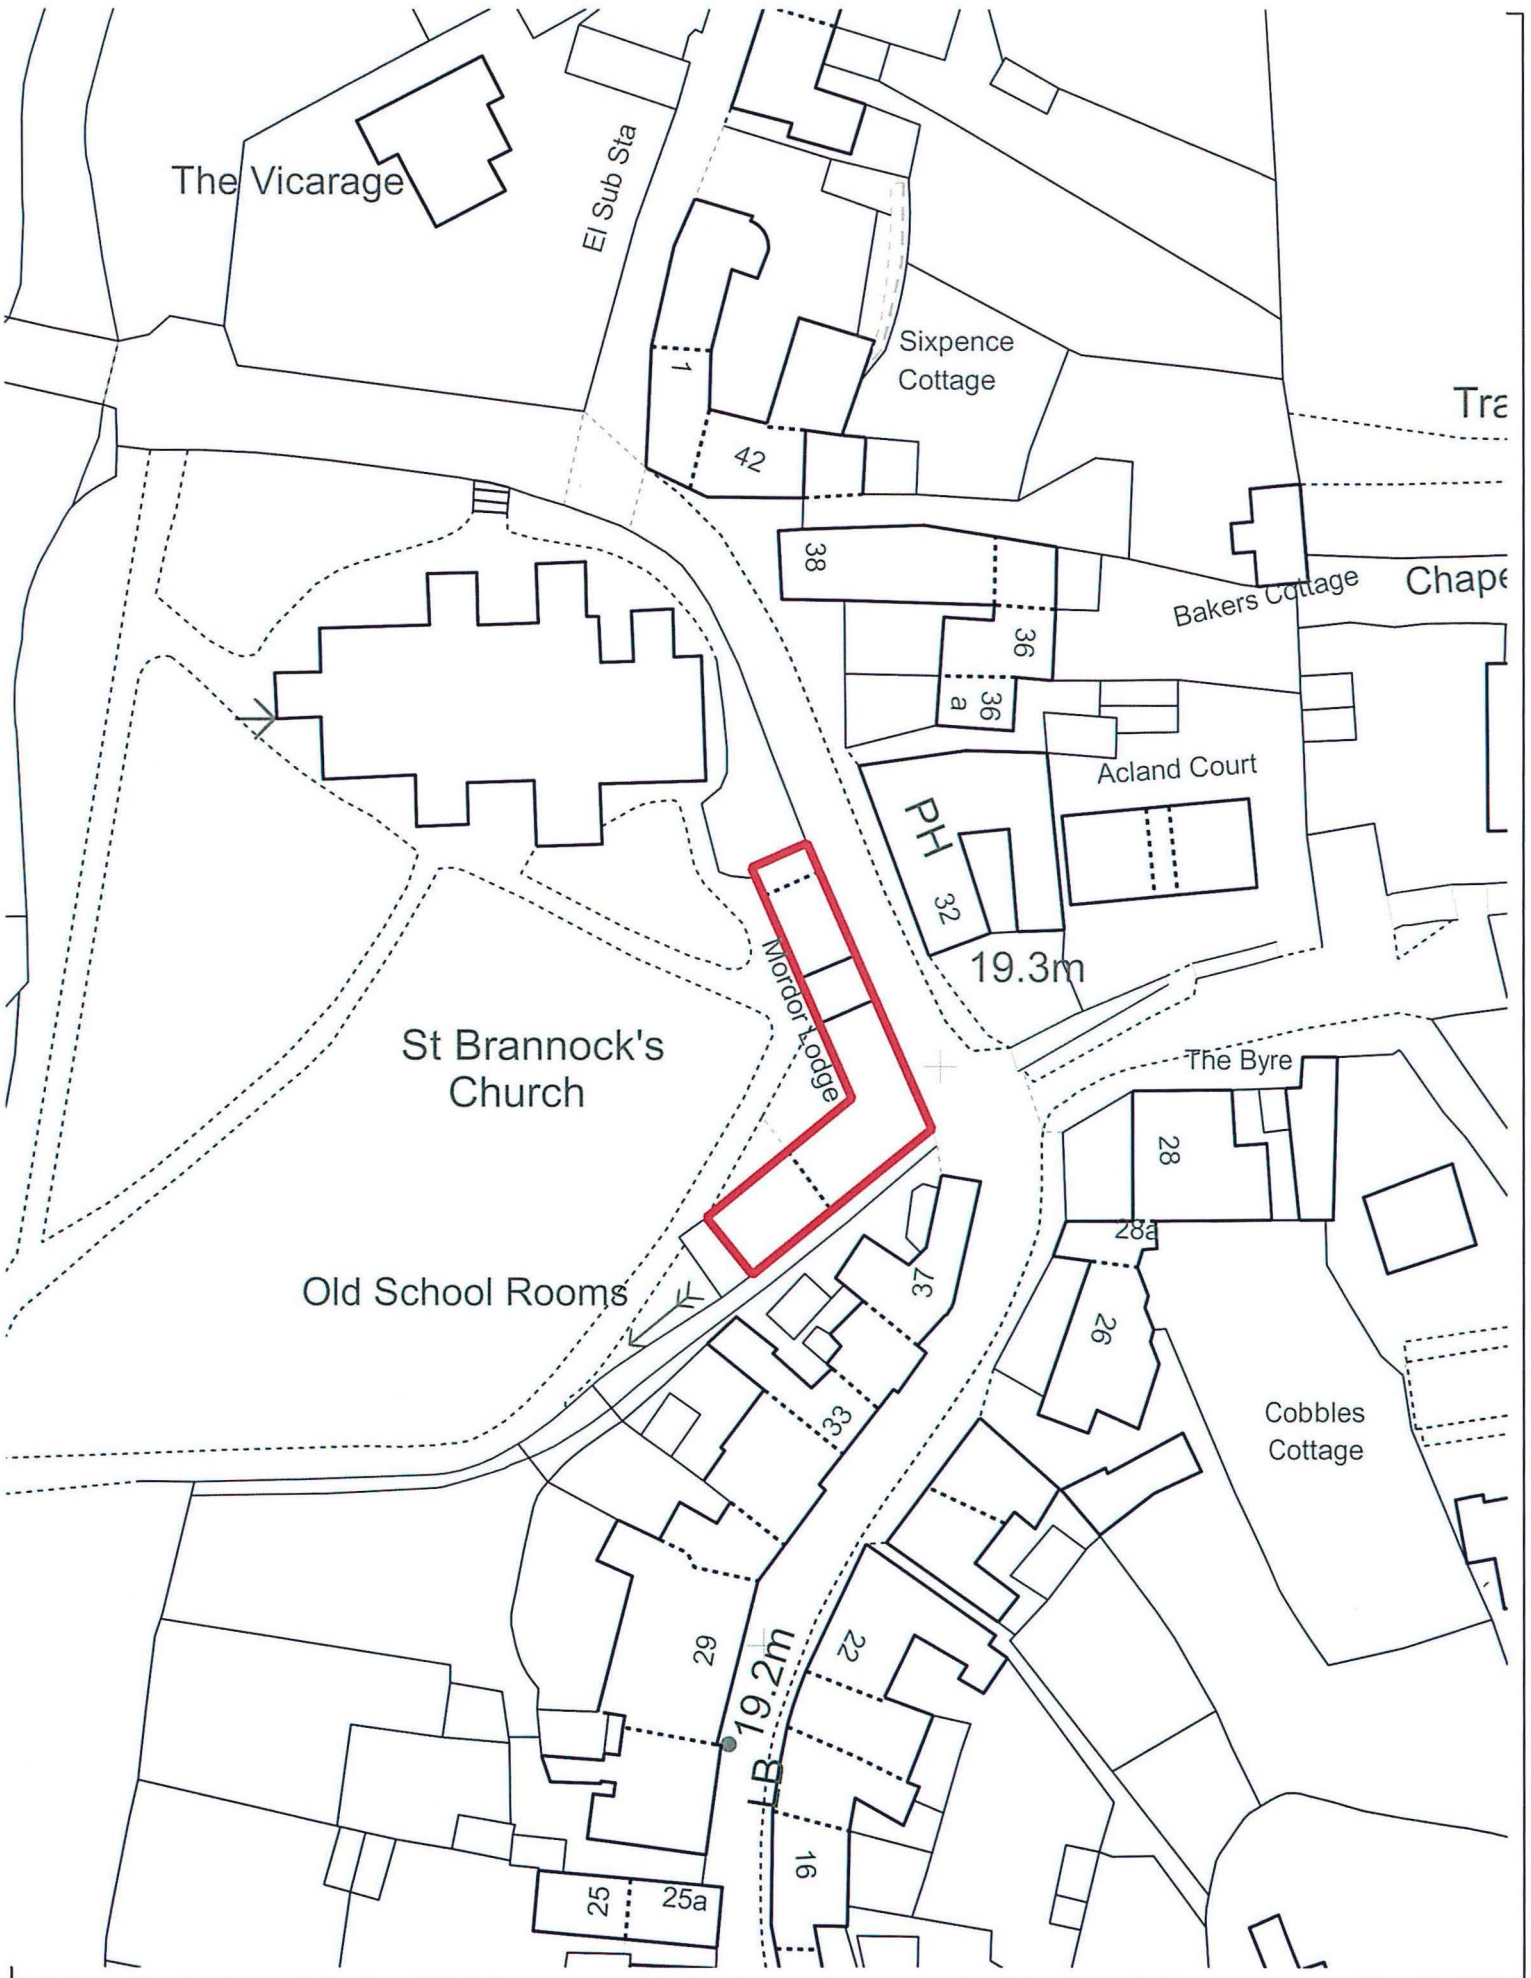 The Vicarage
El Sub Sta
1
Sixpence
Cottage
42
Tra
38
Bakers Cottage
Chape
36
36
a
Acland Court
PH
32
19.3m
Mordor Lodge
St Brannock's
Church
The Byre
28
28a
37
26
Old School Rooms
33
Cobbles
Cottage
29
22
19.2m
LB
16
25
25a